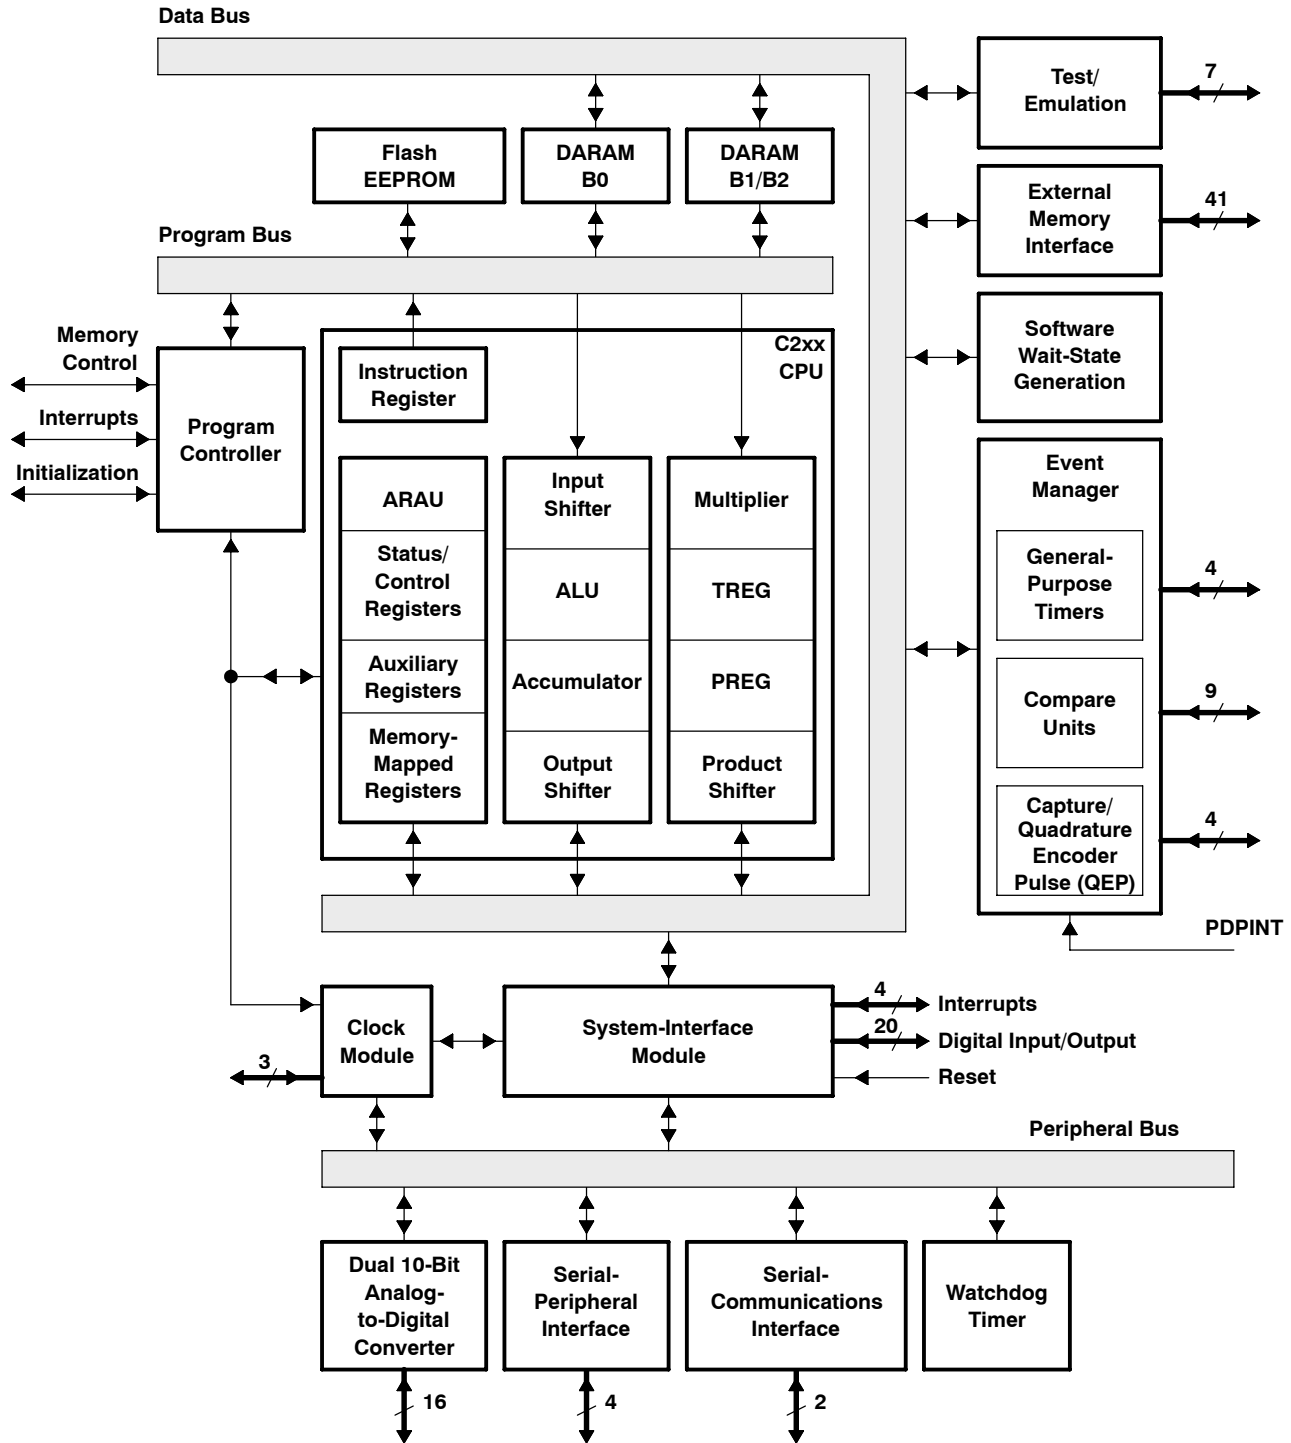 Data Bus
Test/
Emulation
7
Flash
EEPROM
DARAM
B0
DARAM
B1/B2
External
Memory
Interface
41
Program Bus
Memory
Control
Interrupts
Initialization
Program
Controller
C2xx
CPU
Instruction
Register
Software
Wait-State
Generation
ARAU
Status/
Control
Registers
Auxiliary
Registers
Memory-
Mapped
Registers
Input
Shifter
ALU
Accumulator
Output
Shifter
Multiplier
TREG
PREG
Product
Shifter
Event
Manager
General-
Purpose
Timers
4
Compare
Units
9
Capture/
Quadrature
Encoder
Pulse (QEP)
4
PDPINT
Clock
Module
3
System-Interface
Module
4
Interrupts
20
Digital Input/Output
Reset
Peripheral Bus
Dual 10-Bit
Analog-
to-Digital
Converter
16
Serial-
Peripheral
Interface
4
Serial-
Communications
Interface
2
Watchdog
Timer